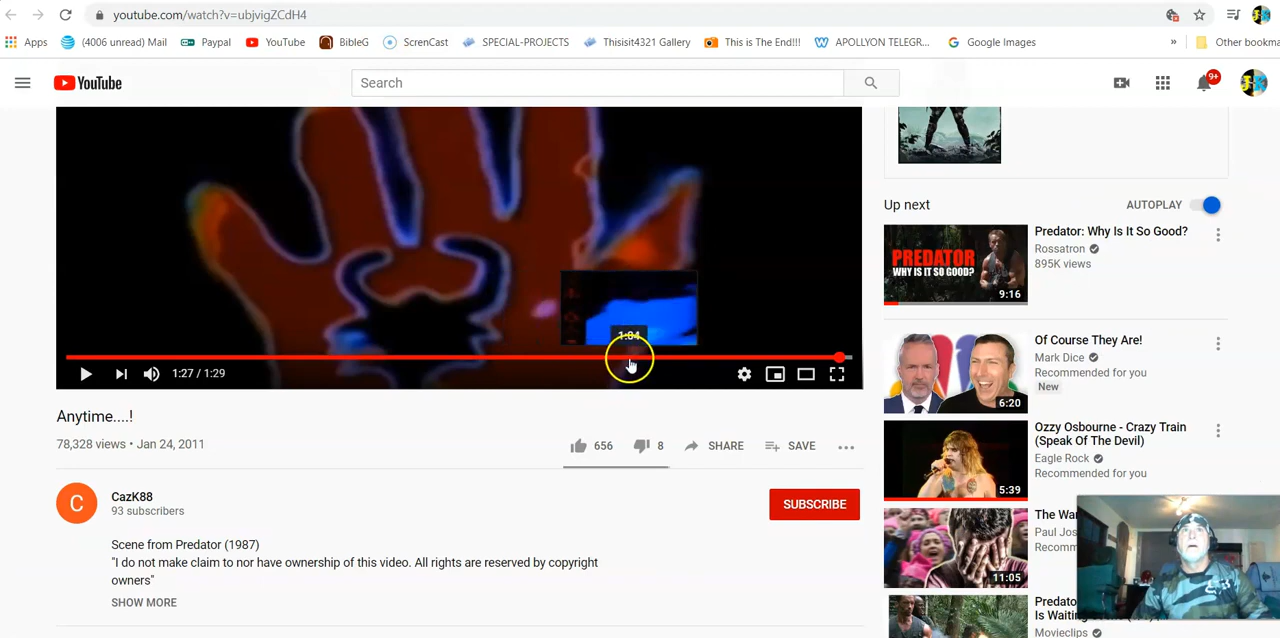 youtube.com/watch?v=ubjvigZCdH4
Apps
(4006 unread) Mail
Paypal
YouTube
BibleG
ScrenCast
SPECIAL-PROJECTS
Thisisit4321 Gallery
This is The End!!!
APOLLYON TELEGR...
Google Images
»
Other bookma
YouTube
Search
9+
1:04
1:27 / 1:29
Anytime....!
78,328 views • Jan 24, 2011
656
8
SHARE
SAVE
C
CazK88
93 subscribers
SUBSCRIBE
Scene from Predator (1987)
"I do not make claim to nor have ownership of this video. All rights are reserved by copyright
owners"
SHOW MORE
Up next
AUTOPLAY
PREDATOR
WHY IS IT SO GOOD?
9:16
Predator: Why Is It So Good?
Rossatron
895K views
6:20
Of Course They Are!
Mark Dice
Recommended for you
New
5:39
Ozzy Osbourne - Crazy Train
(Speak Of The Devil)
Eagle Rock
Recommended for you
11:05
The War
Paul Jos
Recomm
Predato
Is Waiting
Movieclips